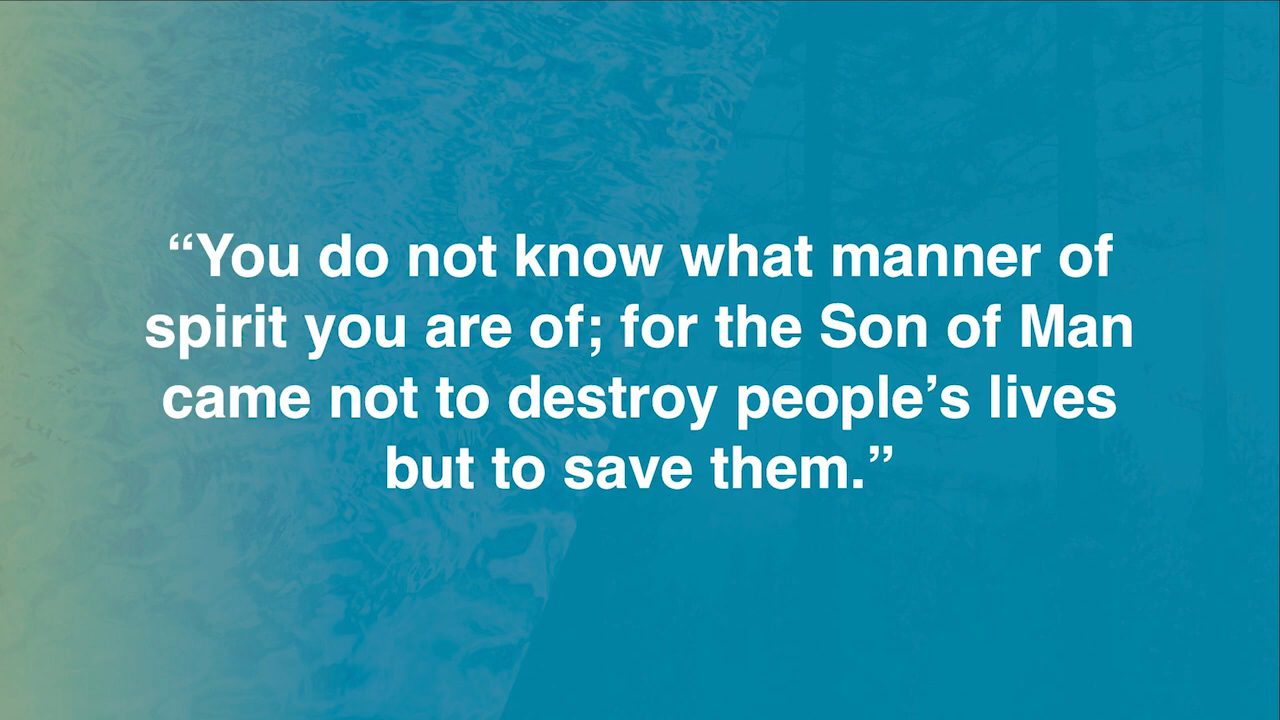 “You do not know what manner of
spirit you are of; for the Son of Man
came not to destroy people’s lives
but to save them.”